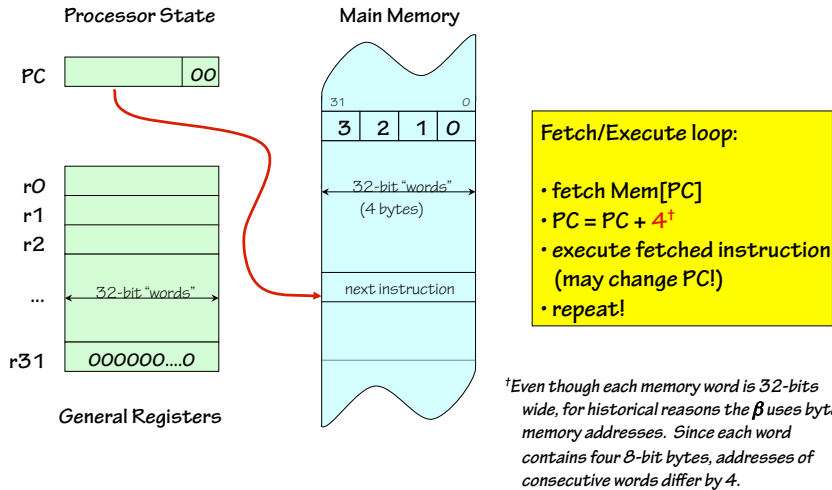 Processor State
PC
00
r0
r1
r2
...
32-bit “words”
r31
000000....0
General Registers
Main Memory
31
0
3 2 1 0
32-bit “words”
(4 bytes)
next instruction
Fetch/Execute loop:
• fetch Mem[PC]
• PC = PC + 4†
• execute fetched instruction
(may change PC!)
• repeat!
†Even though each memory word is 32-bits
wide, for historical reasons the β uses byt
memory addresses. Since each word
contains four 8-bit bytes, addresses of
consecutive words differ by 4.